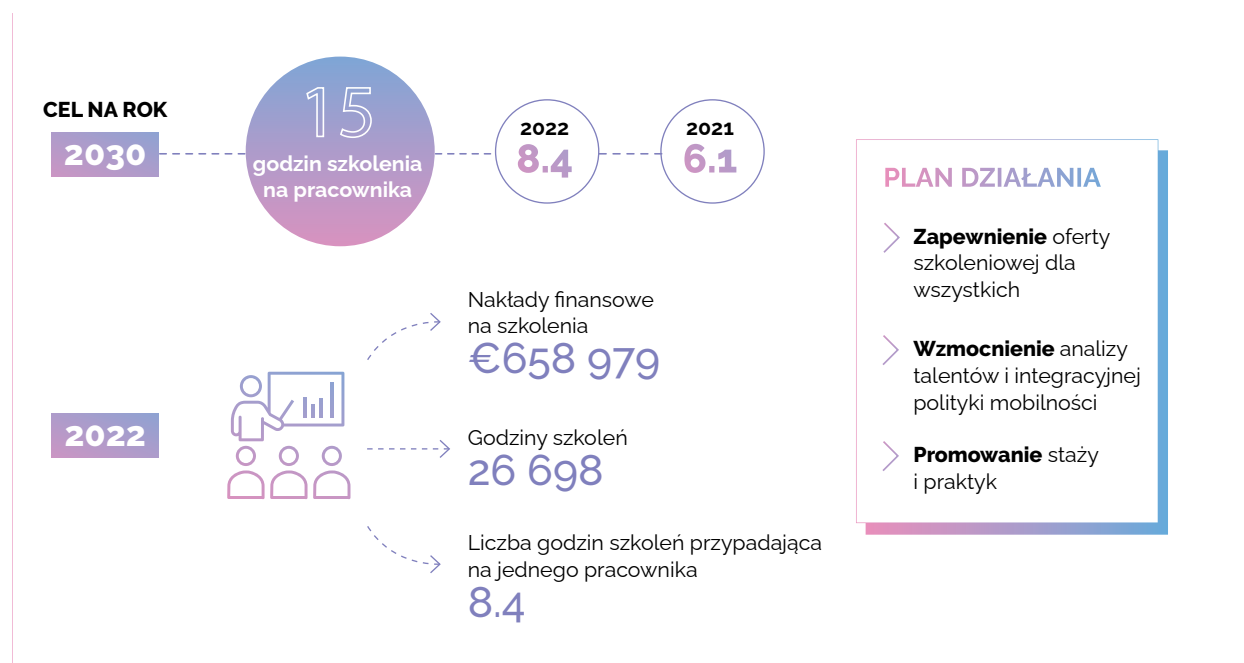 CEL NA ROK
2030
15
godzin szkolenia
na pracownika
2022
8.4
2021
6.1
2022
Nakłady finansowe
na szkolenia
€658 979
Godziny szkoleń
26 698
Liczba godzin szkoleń przypadająca
na jednego pracownika
8.4
PLAN DZIAŁANIA
Zapewnienie oferty
szkoleniowej dla
wszystkich
Wzmocnienie analizy
talentów i integracyjnej
polityki mobilności
Promowanie staży
i praktyk